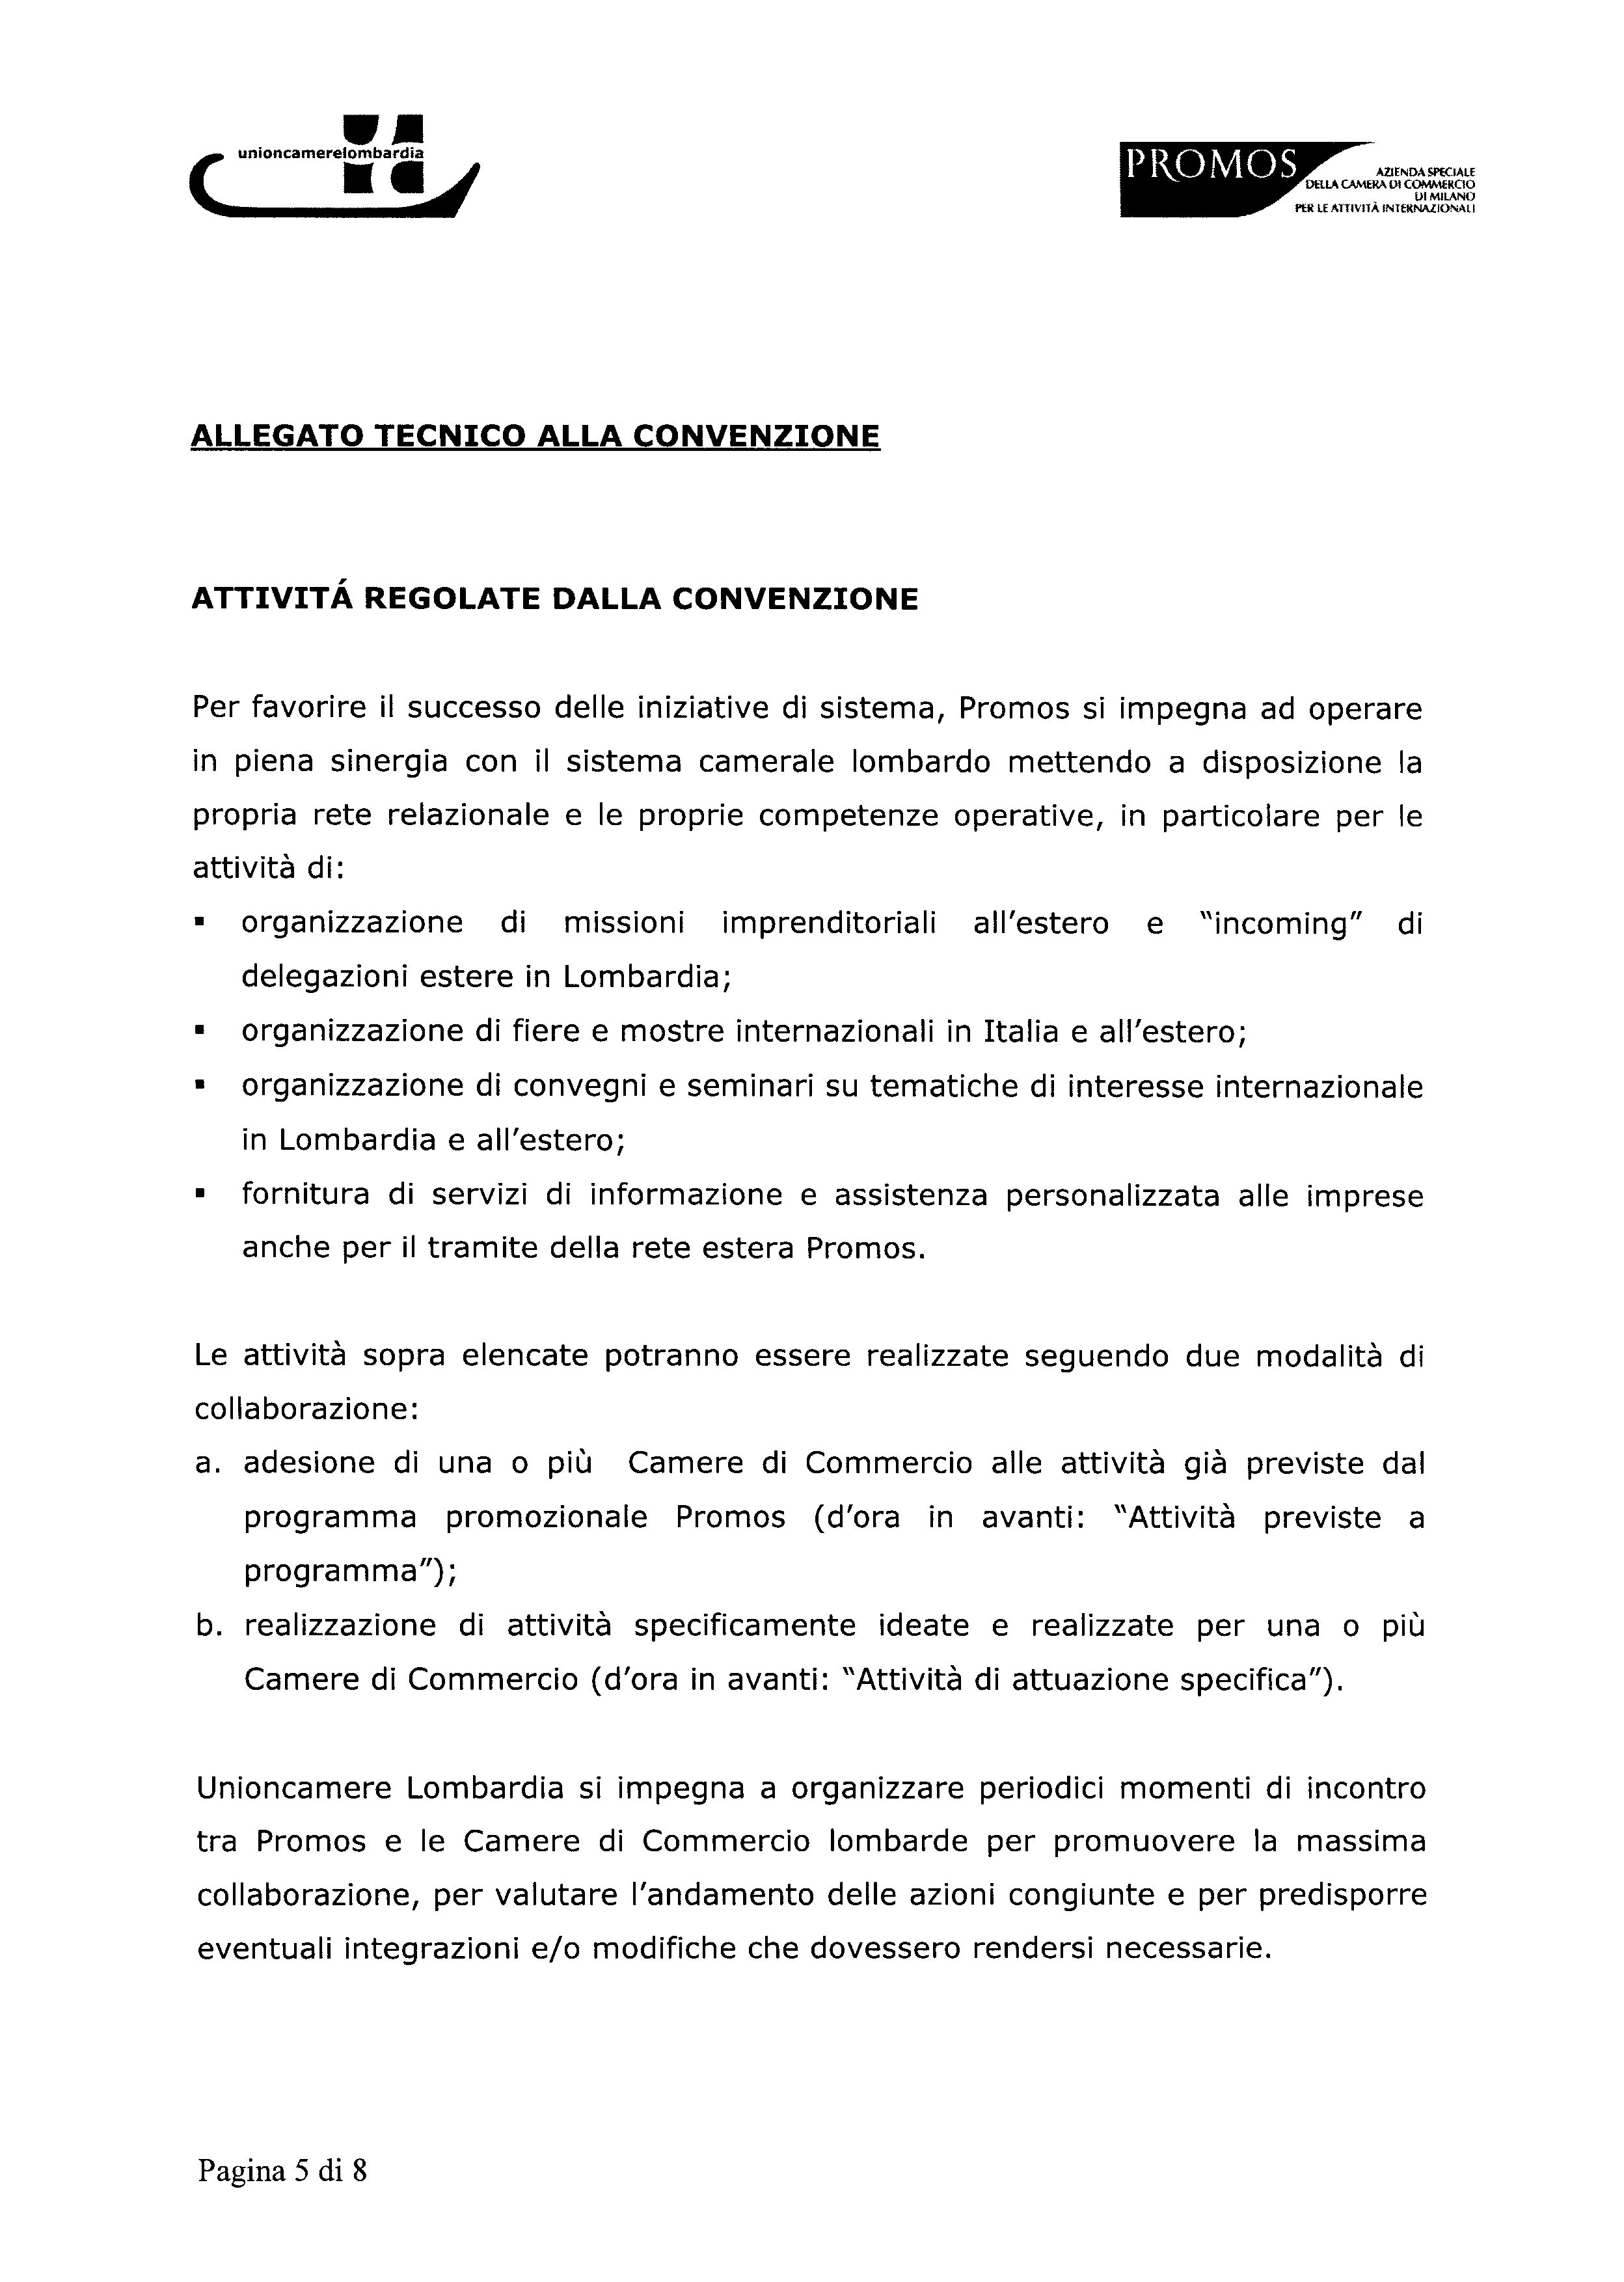 unioncamerelombardia
PROMOS
AZIENDA SPECIALE
DELLA CAMERA DI COMMERCIO
DI MILANO
PER LE ATTIVITÀ INTERNAZIONALI
ALLEGATO TECNICO ALLA CONVENZIONE
ATTIVITÁ REGOLATE DALLA CONVENZIONE
Per favorire il successo delle iniziative di sistema, Promos si impegna ad operare
in piena sinergia con il sistema camerale lombardo mettendo a disposizione la
propria rete relazionale e le proprie competenze operative, in particolare per le
attività di:
▪ organizzazione di missioni imprenditoriali all'estero e "incoming" di
delegazioni estere in Lombardia;
▪ organizzazione di fiere e mostre internazionali in Italia e all'estero;
▪ organizzazione di convegni e seminari su tematiche di interesse internazionale
in Lombardia e all'estero;
▪ fornitura di servizi di informazione e assistenza personalizzata alle imprese
anche per il tramite della rete estera Promos.
Le attività sopra elencate potranno essere realizzate seguendo due modalità di
collaborazione:
a. adesione di una o più Camere di Commercio alle attività già previste dal
programma promozionale Promos (d'ora in avanti: "Attività previste a
programma");
b. realizzazione di attività specificamente ideate e realizzate per una o più
Camere di Commercio (d'ora in avanti: "Attività di attuazione specifica").
Unioncamere Lombardia si impegna a organizzare periodici momenti di incontro
tra Promos e le Camere di Commercio lombarde per promuovere la massima
collaborazione, per valutare l'andamento delle azioni congiunte e per predisporre
eventuali integrazioni e/o modifiche che dovessero rendersi necessarie.
Pagina 5 di 8